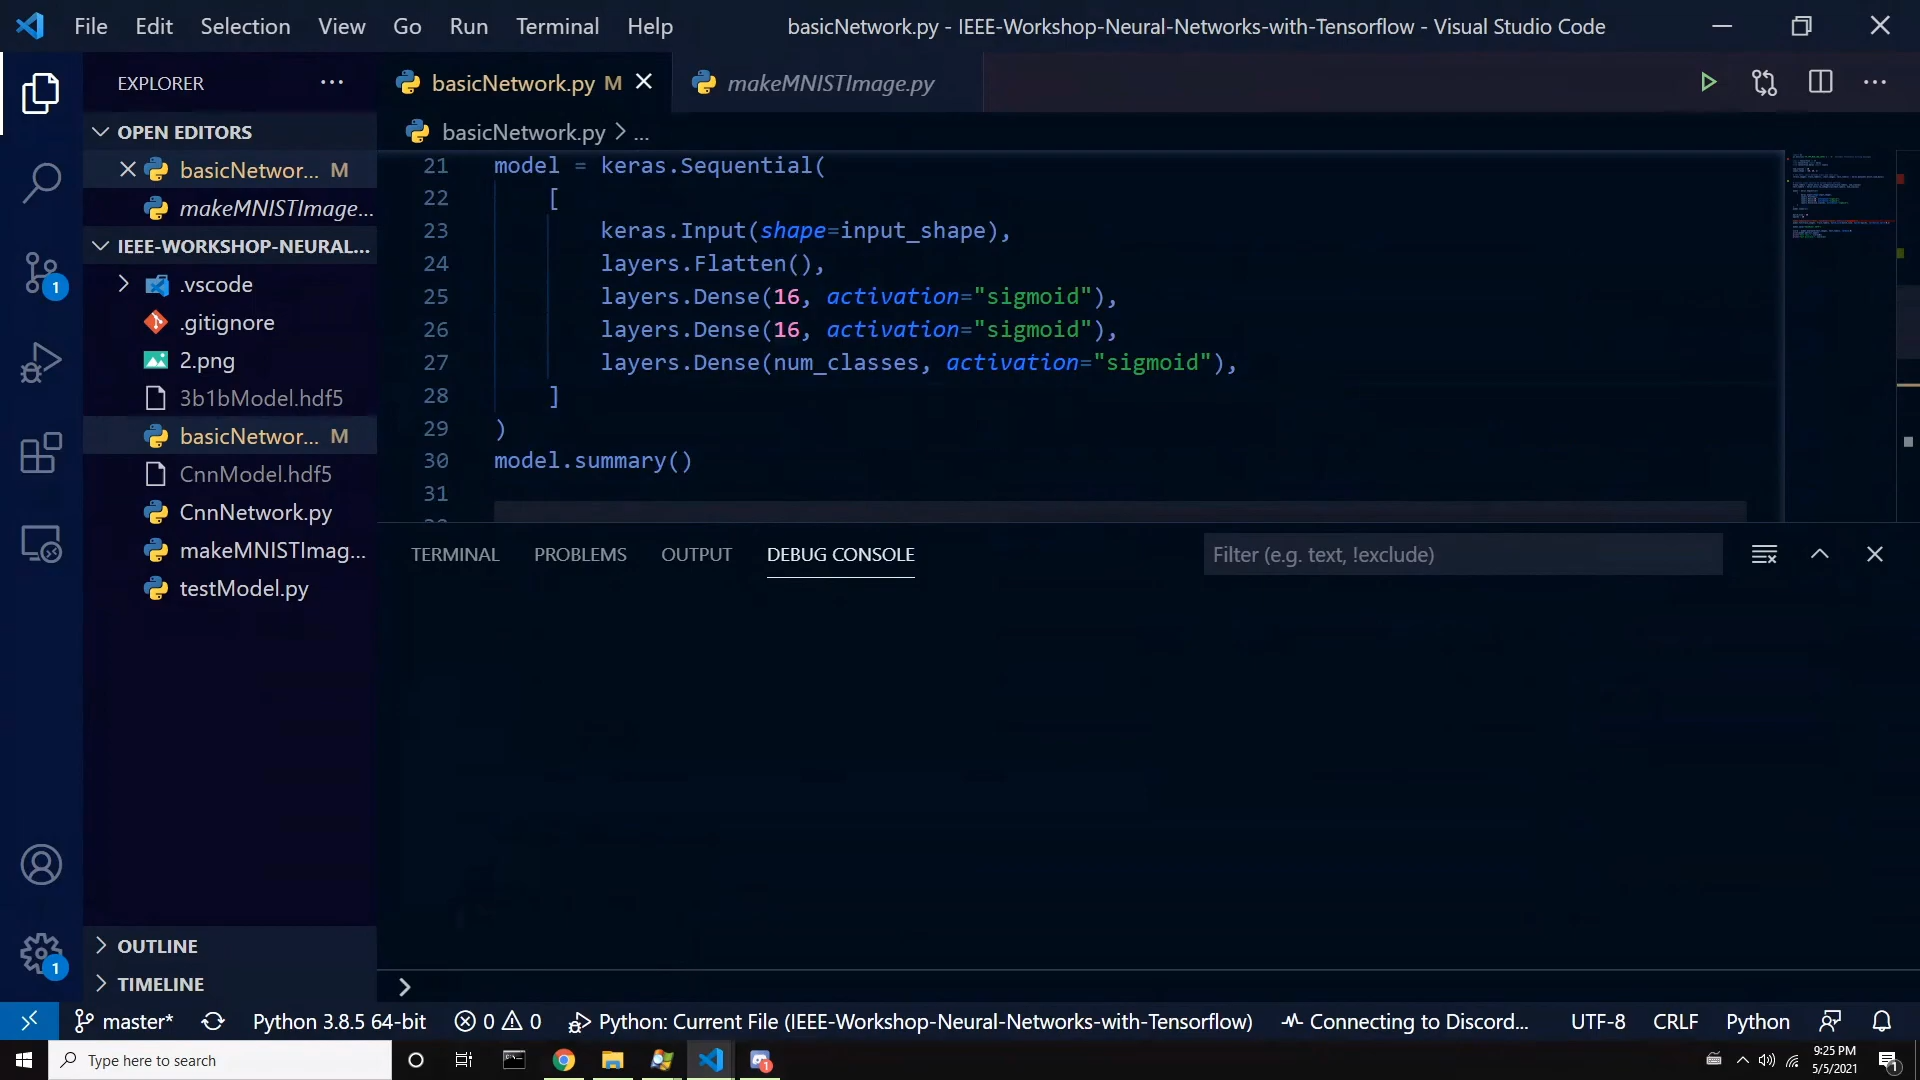 File Edit Selection View Go Run Terminal Help
basicNetwork.py - IEEE-Workshop-Neural-Networks-with-Tensorflow - Visual Studio Code
EXPLORER
basicNetwork.py M
makeMNISTImage.py
basicNetwork.py > ...
OPEN EDITORS
basicNetwor... M
makeMNISTImage...
IEEE-WORKSHOP-NEURAL...
.vscode
.gitignore
2.png
3b1bModel.hdf5
basicNetwor... M
CnnModel.hdf5
CnnNetwork.py
makeMNISTImag...
testModel.py
OUTLINE
TIMELINE
1
1
21 model = keras.Sequential(
22 [
23 keras.Input(shape=input_shape),
24 layers.Flatten(),
25 layers.Dense(16, activation="sigmoid"),
26 layers.Dense(16, activation="sigmoid"),
27 layers.Dense(num_classes, activation="sigmoid"),
28 ]
29 )
30 model.summary()
31
TERMINAL PROBLEMS OUTPUT DEBUG CONSOLE
Filter (e.g. text, !exclude)
master* Python 3.8.5 64-bit 0 0 Python: Current File (IEEE-Workshop-Neural-Networks-with-Tensorflow) Connecting to Discord... UTF-8 CRLF Python
Type here to search
1
9:25 PM
5/5/2021
1